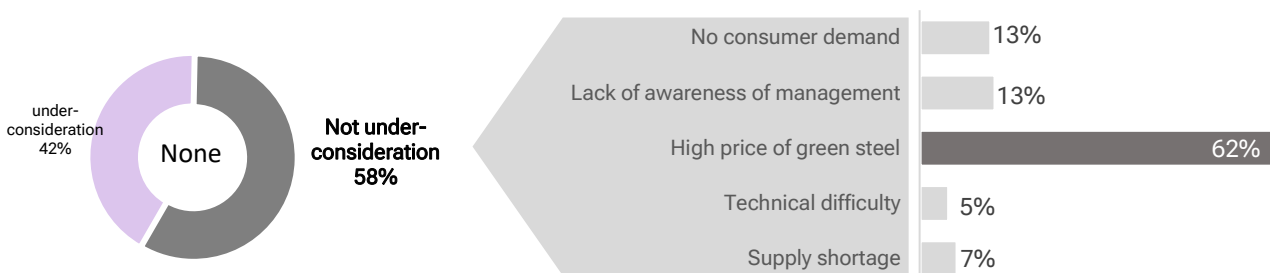 under-
consideration
42%
None
Not under-
consideration
58%
No consumer demand
13%
Lack of awareness of management
13%
High price of green steel
62%
Technical difficulty
5%
Supply shortage
7%